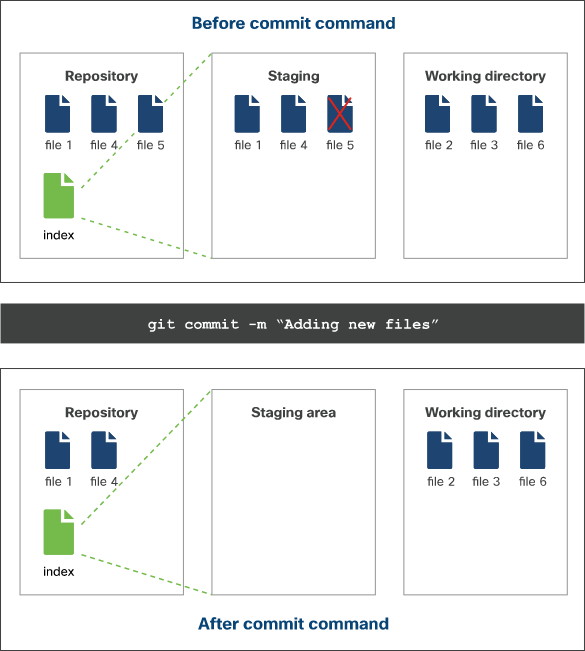 Before commit command
Repository
file 1 file 4 file 5
index
Staging
file 1 file 4 file 5
Working directory
file 2 file 3 file 6
git commit -m “Adding new files”
Repository
file 1 file 4
index
Staging area
Working directory
file 2 file 3 file 6
After commit command